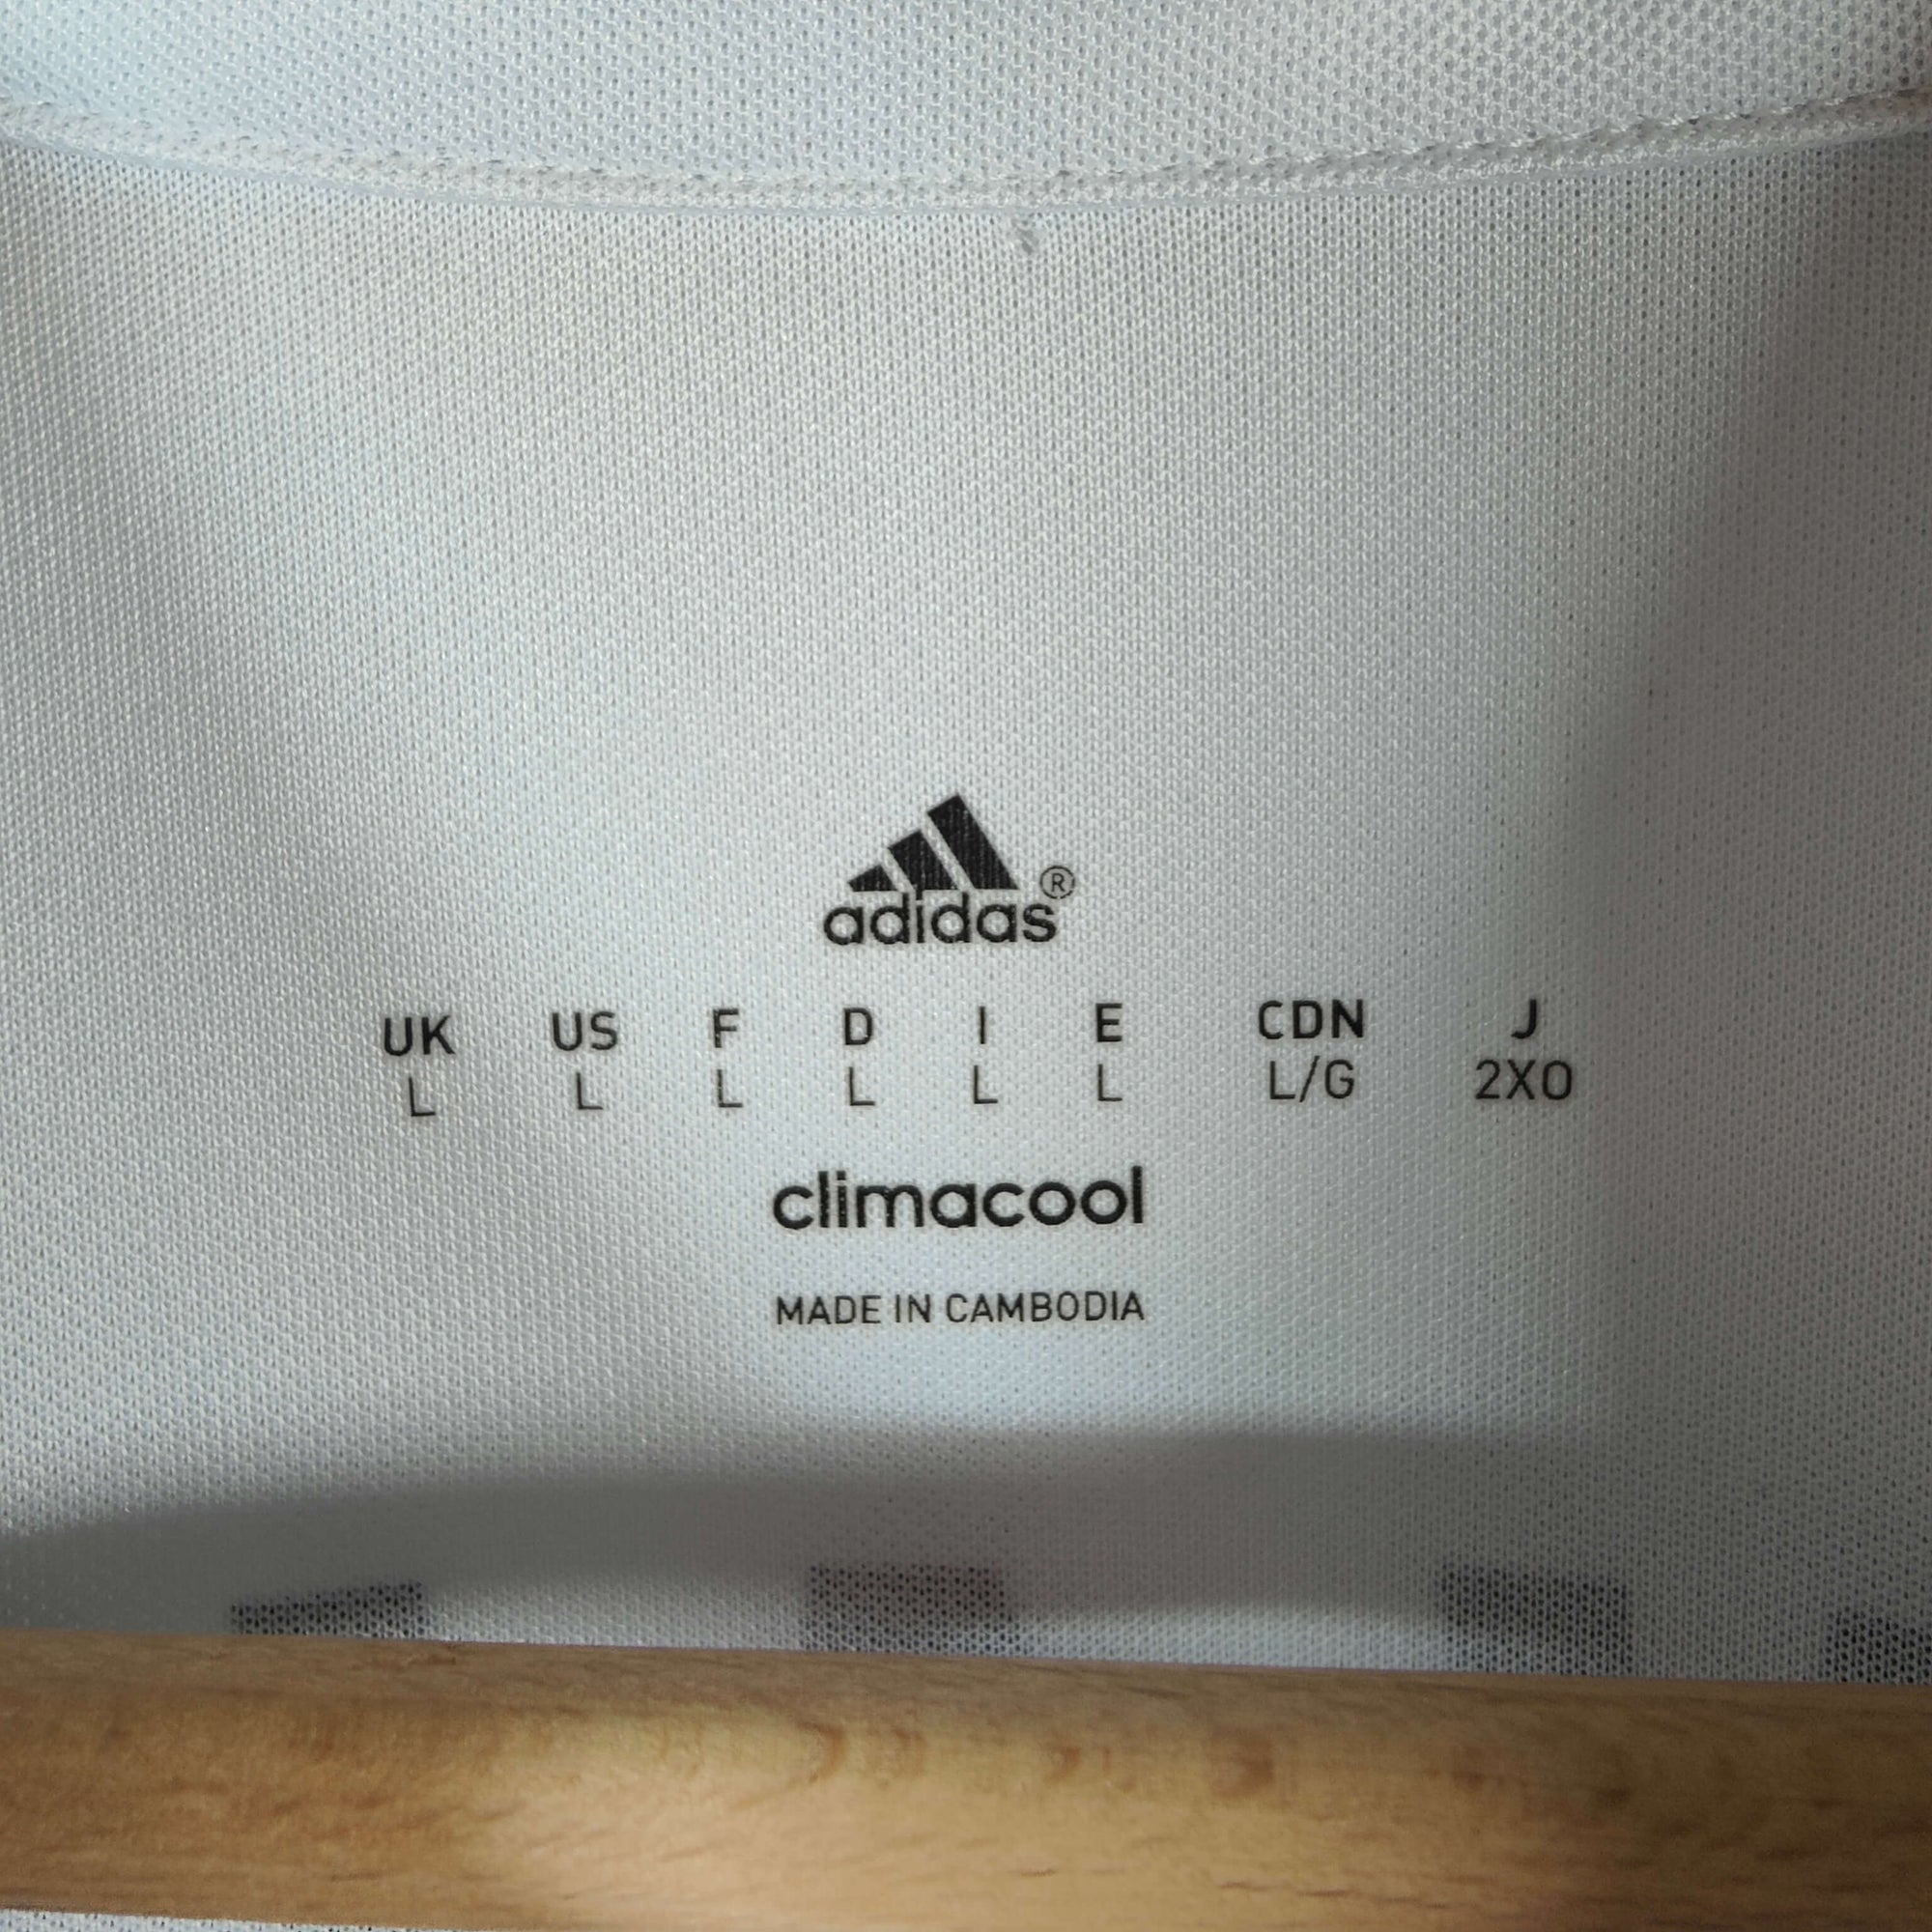 adidas®
UK US F D I E CDN J
L L L L L L L/G 2XO
climacool
MADE IN CAMBODIA